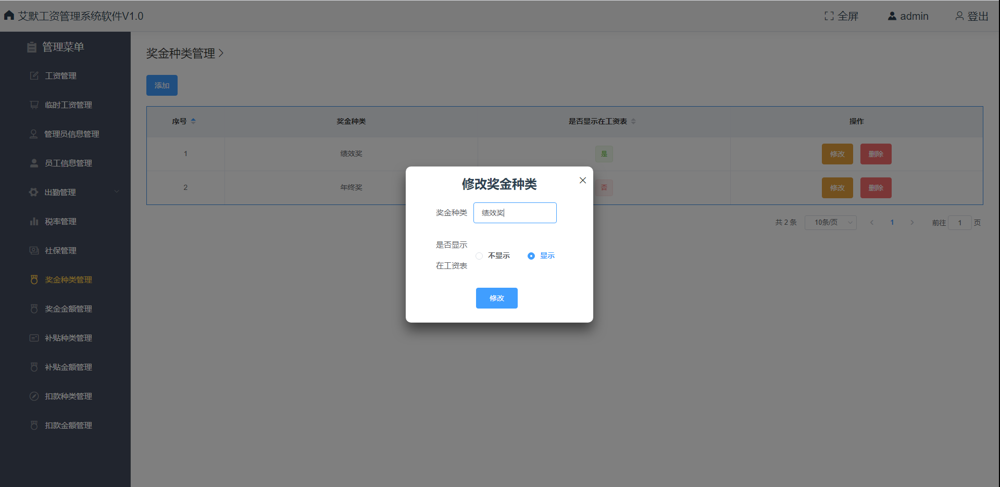 艾默工资管理系统软件V1.0
全屏
admin
登出
管理菜单
工资管理
临时工资管理
管理员信息管理
员工信息管理
出勤管理
税率管理
社保管理
奖金种类管理
奖金金额管理
补贴种类管理
补贴金额管理
扣款种类管理
扣款金额管理
奖金种类管理
添加
序号 奖金种类 是否显示在工资表 操作
1 绩效奖 是 修改 删除
2 年终奖 否 修改 删除
共 2 条 10条/页 1 前往 1 页
修改奖金种类
奖金种类 绩效奖
是否显示
在工资表
不显示 显示
修改